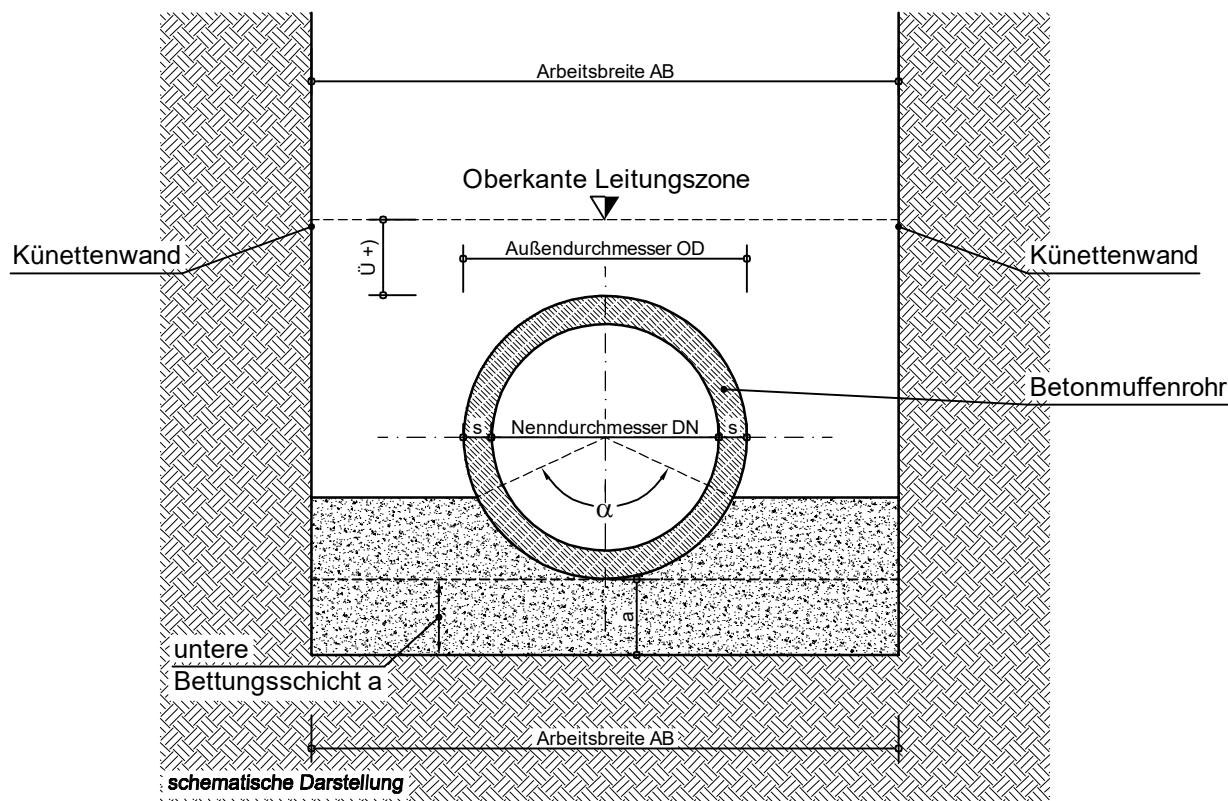 Arbeitsbreite AB
Oberkante Leitungszone
Künettenwand
Ü +)
Außendurchmesser OD
Künettenwand
Betonmuffenrohr
s
Nenndurchmesser DN
s
α
a
untere
Bettungsschicht a
Arbeitsbreite AB
schematische Darstellung